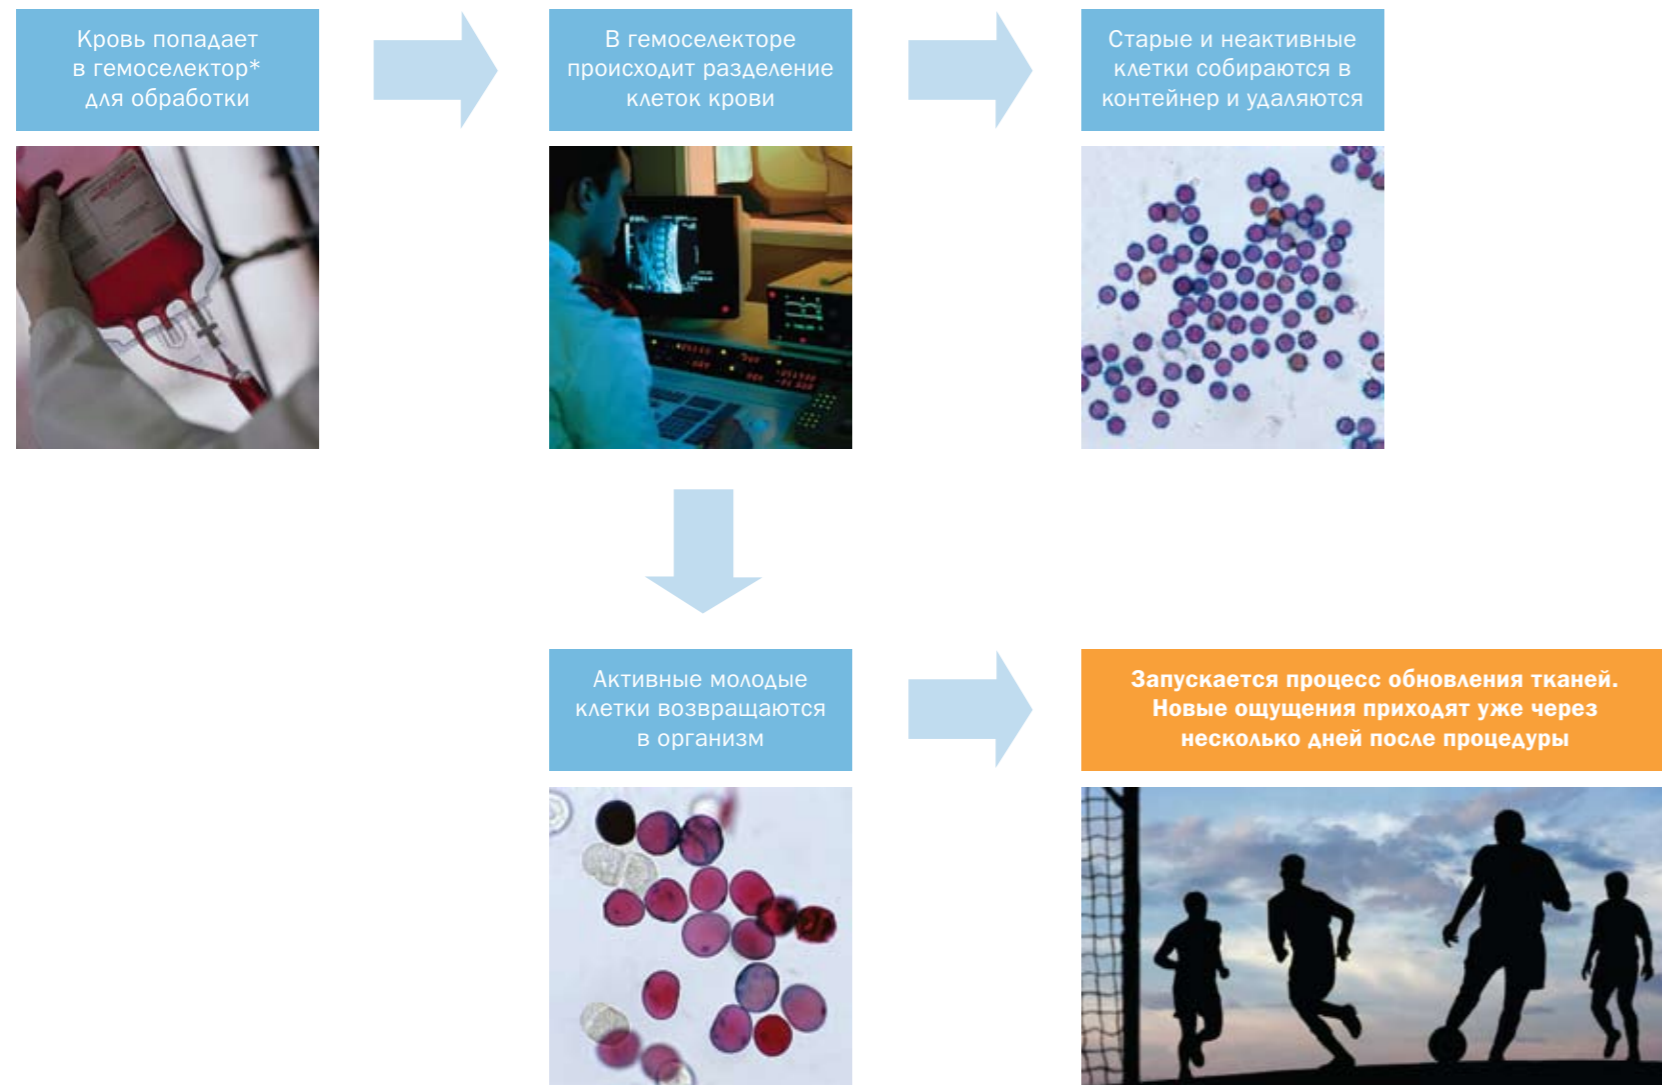 Кровь попадает
в гемоселектор*
для обработки
В гемоселекторе
происходит разделение
клеток крови
Старые и неактивные
клетки собираются в
контейнер и удаляются
Активные молодые
клетки возвращаются
в организм
Запускается процесс обновления тканей.
Новые ощущения приходят уже через
несколько дней после процедуры